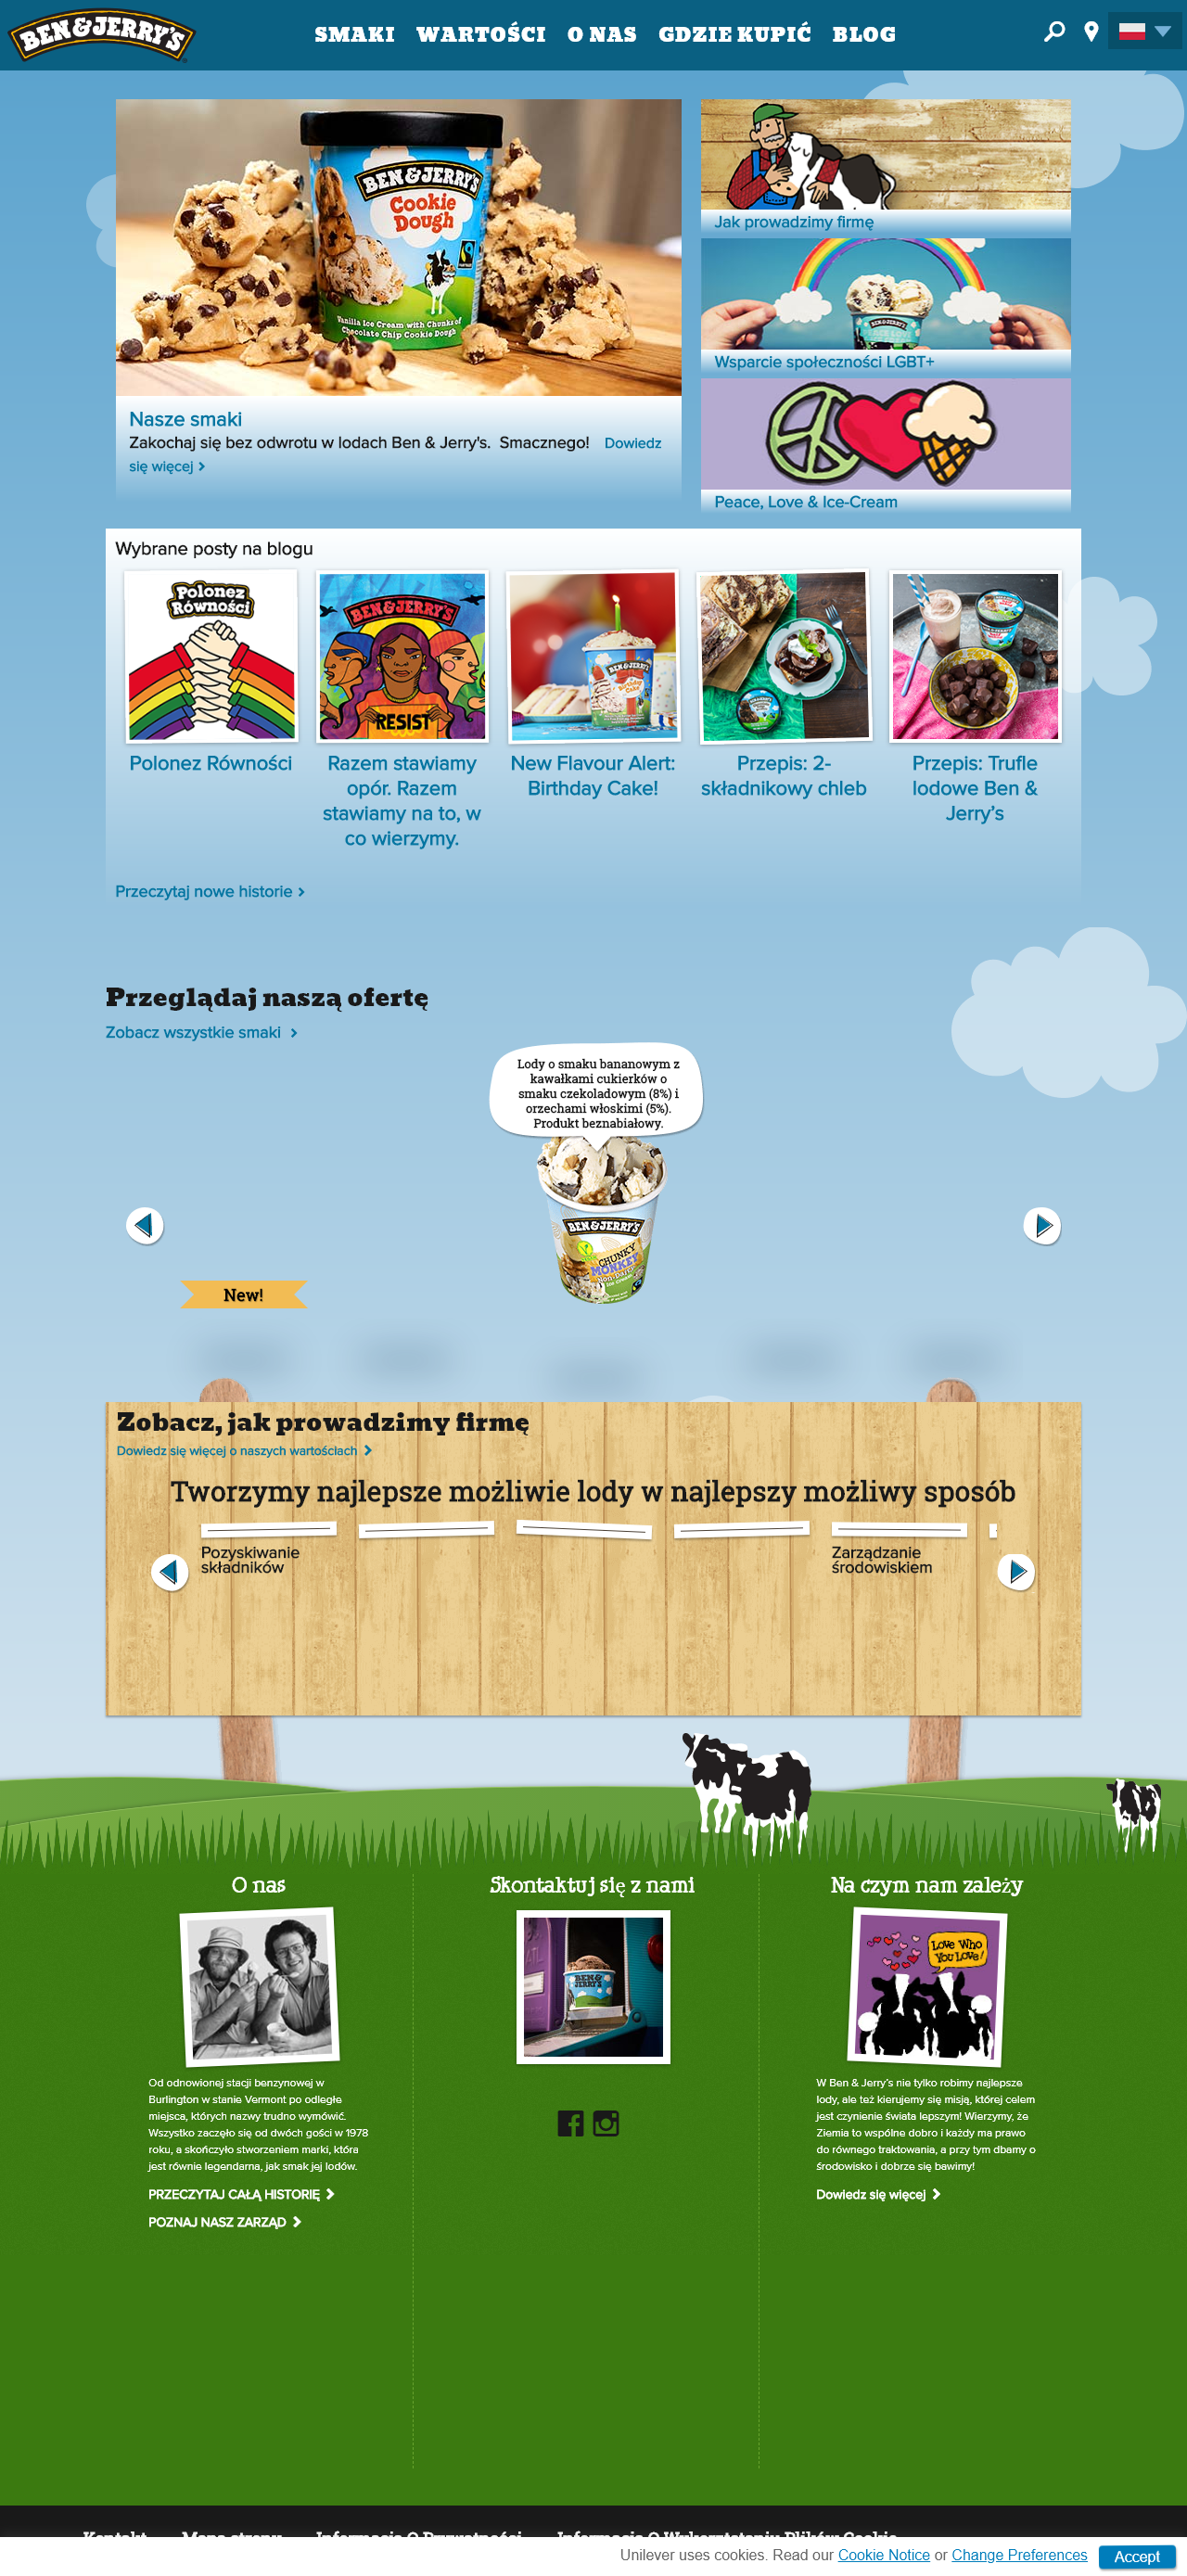 BEN & JERRY'S
SMAKI WARTOŚCI O NAS GDZIE KUPIĆ BLOG
BEN & JERRY'S
Cookie
Dough
Vanilla Ice Cream with Chunks of
Chocolate Chip Cookie Dough
Nasze smaki
Zakochaj się bez odwrotu w lodach Ben & Jerry's. Smacznego! Dowiedz
się więcej
Jak prowadzimy firmę
BEN & JERRY'S
Wsparcie społeczności LGBT+
Peace, Love & Ice-Cream
Wybrane posty na blogu
Polonez
Równości
BEN & JERRY'S
RESIST
BEN & JERRY'S
Polonez Równości
Razem stawiamy
opór. Razem
stawiamy na to, w
co wierzymy.
New Flavour Alert:
Birthday Cake!
Przepis: 2-
składnikowy chleb
Przepis: Trufle
lodowe Ben &
Jerry's
Przeczytaj nowe historie
Przeglądaj naszą ofertę
Zobacz wszystkie smaki
Lody o smaku bananowym z
kawałkami cukierków o
smaku czekoladowym (8%) i
orzechami włoskimi (5%).
Produkt beznabiałowy.
BEN & JERRY'S
CHUNKY
MONKEY
New!
Zobacz, jak prowadzimy firmę
Dowiedz się więcej o naszych wartościach
Tworzymy najlepsze możliwie lody w najlepszy możliwy sposób
Pozyskiwanie
składników
Zarządzanie
środowiskiem
O nas
Od odnowionej stacji benzynowej w
Burlington w stanie Vermont po odległe
miejsca, których nazwy trudno wymówić.
Wszystko zaczęło się od dwóch gości w 1978
roku, a skończyło stworzeniem marki, która
jest równie legendarna, jak smak jej lodów.
PRZECZYTAJ CAŁĄ HISTORIĘ
POZNAJ NASZ ZARZĄD
Skontaktuj się z nami
BEN &
JERRY'S
Na czym nam zależy
Love Who
You Love!
W Ben & Jerry's nie tylko robimy najlepsze
lody, ale też kierujemy się misją, której celem
jest czynienie świata lepszym! Wierzymy, że
Ziemia to wspólne dobro i każdy ma prawo
do równego traktowania, a przy tym dbamy o
środowisko i dobrze się bawimy!
Dowiedz się więcej
Kontakt Mapa strony Informacja O Prywatności Informacja O Wykorzystaniu Plików Cookie
Unilever uses cookies. Read our Cookie Notice or Change Preferences Accept